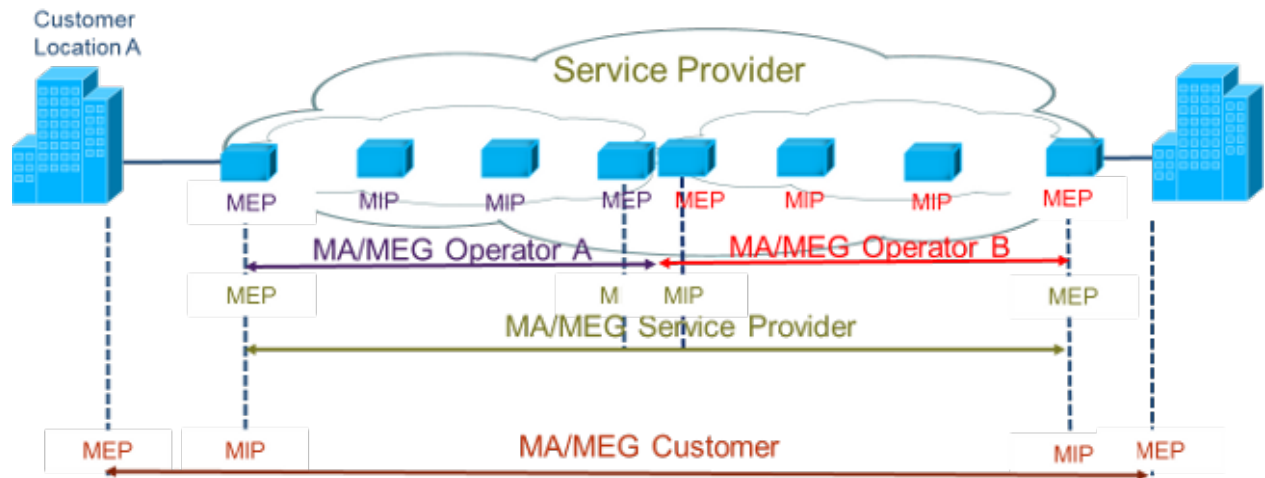 Customer
Location A
Service Provider
MEP MIP MIP MEP MEP MIP MIP MEP
MA/MEG Operator A MA/MEG Operator B
MEP MI MIP MEP
MA/MEG Service Provider
MEP MIP MA/MEG Customer MIP MEP